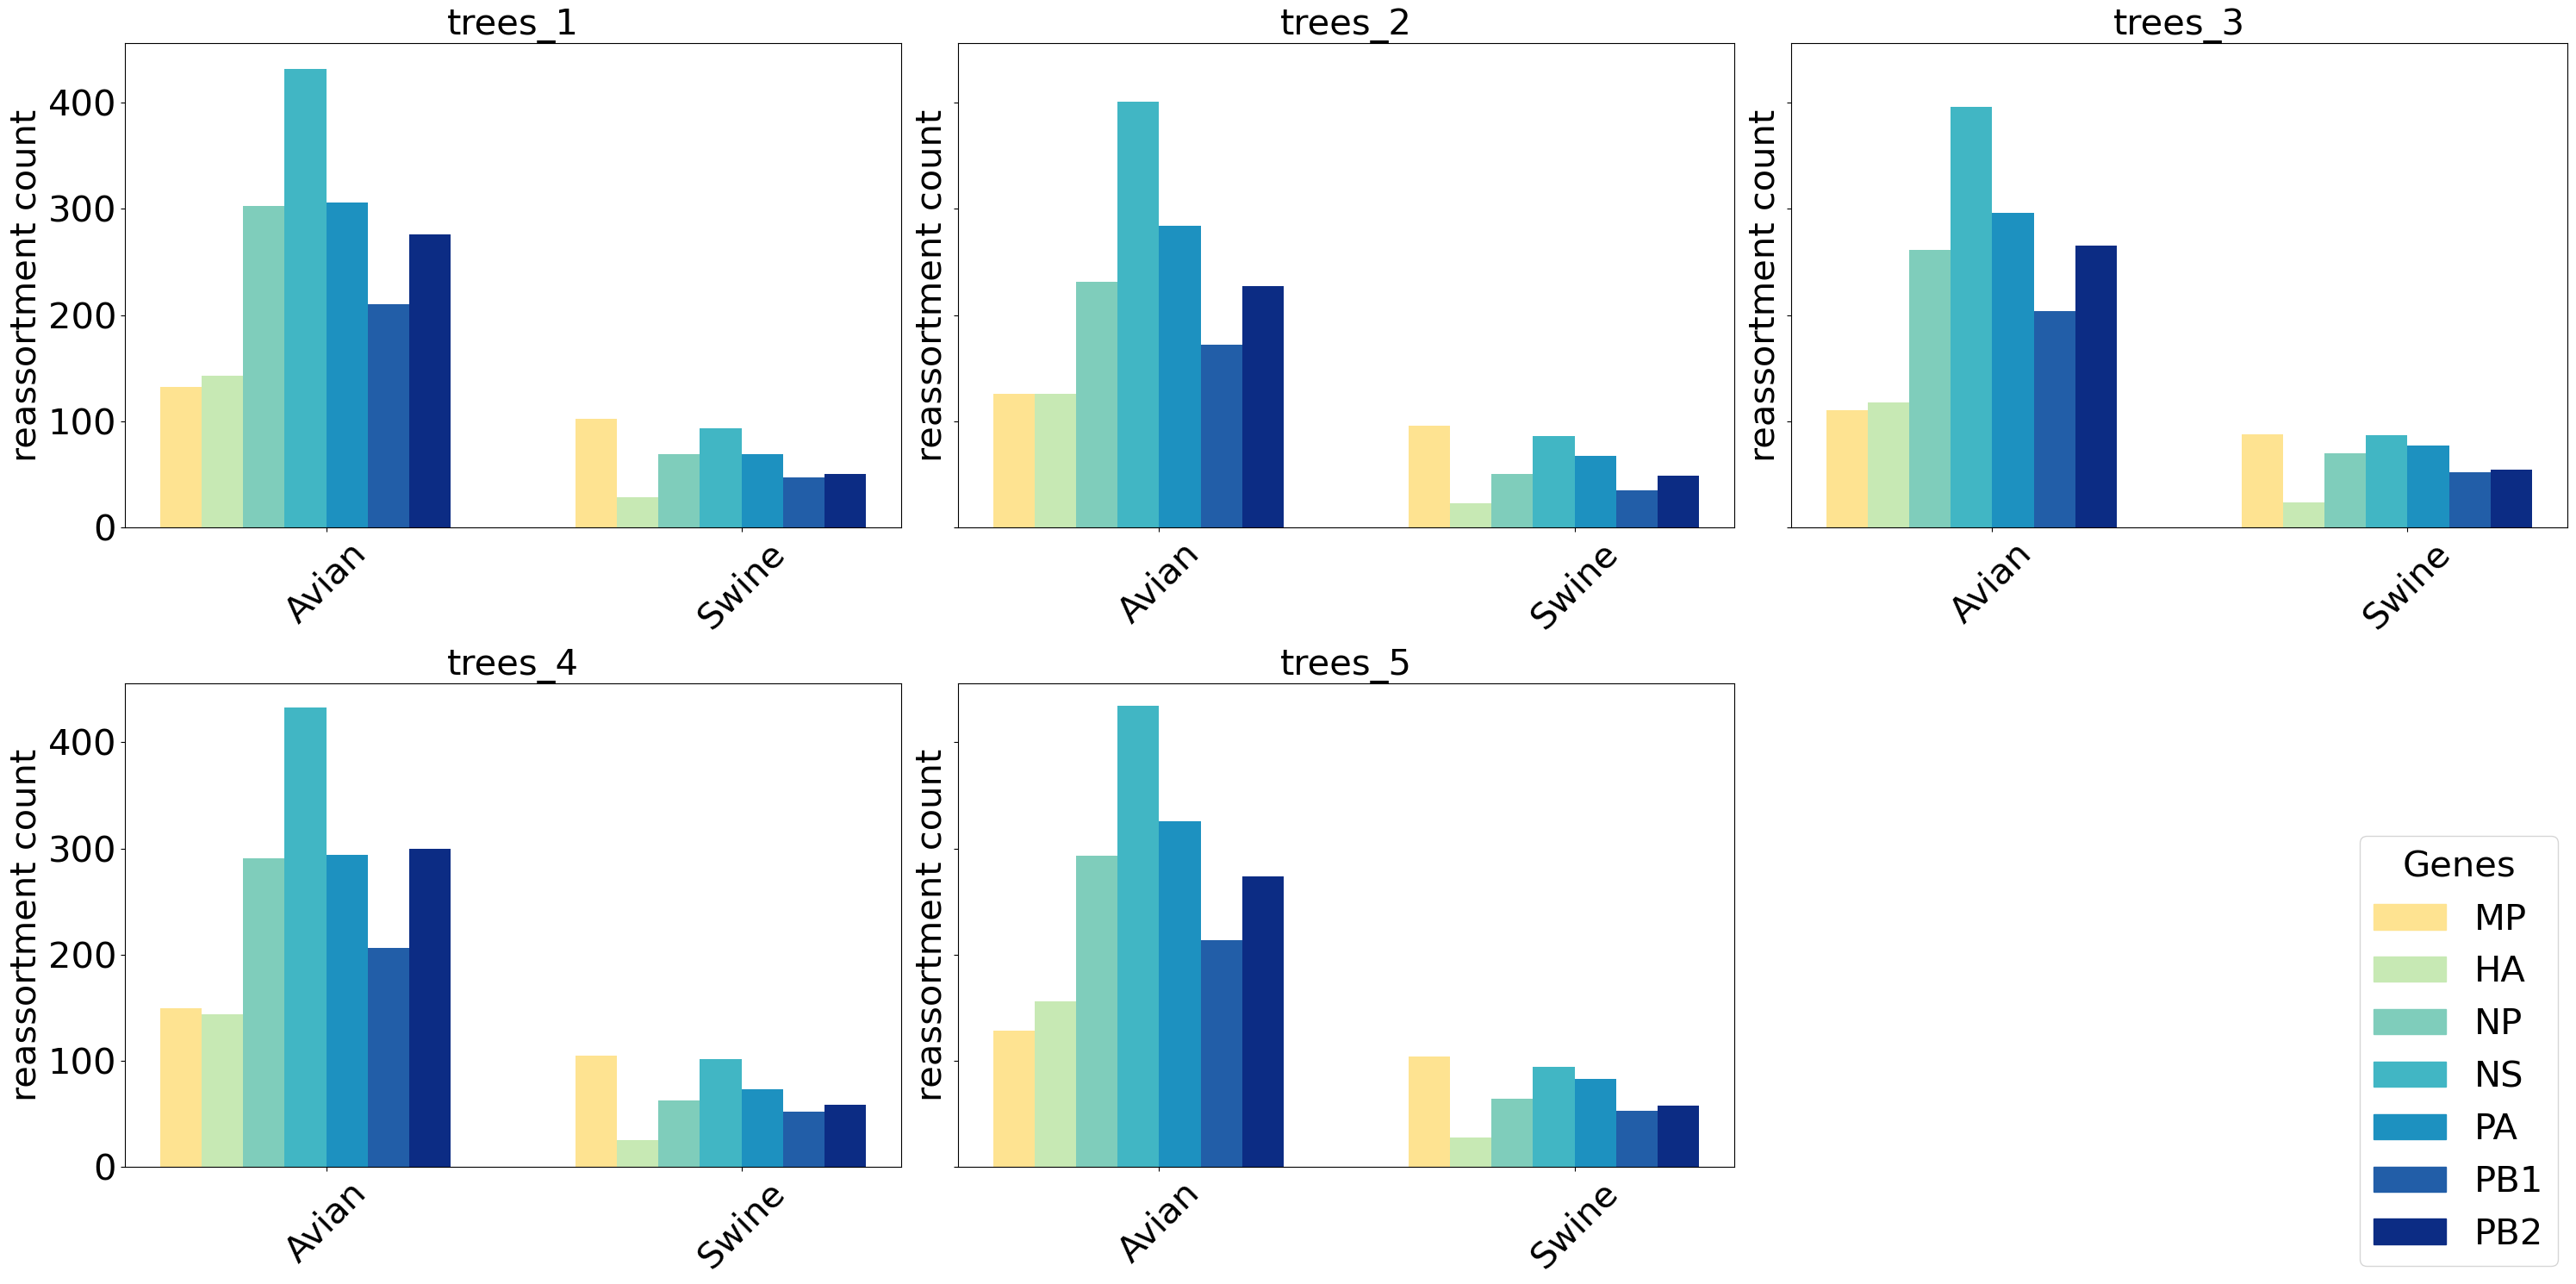 trees_1
reassortment count
400
300
200
100
0
Avian
Swine
trees_2
reassortment count
Avian
Swine
trees_3
reassortment count
Avian
Swine
trees_4
reassortment count
400
300
200
100
0
Avian
Swine
trees_5
reassortment count
Avian
Swine
Genes
MP
HA
NP
NS
PA
PB1
PB2